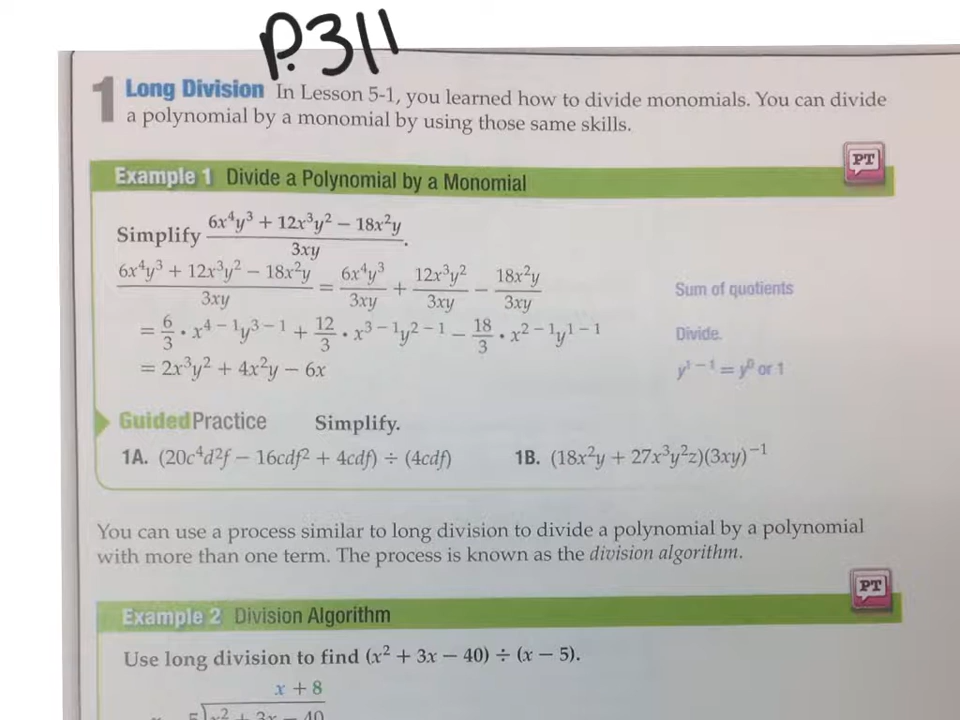 P.311
1 Long Division In Lesson 5-1, you learned how to divide monomials. You can divide
a polynomial by a monomial by using those same skills.
PT
Example 1 Divide a Polynomial by a Monomial
Simplify (6x⁴y³ + 12x³y² − 18x²y)/(3xy).
(6x⁴y³ + 12x³y² − 18x²y)/(3xy) = 6x⁴y³/3xy + 12x³y²/3xy − 18x²y/3xy Sum of quotients
= 6/3 • x⁴ ⁻ ¹y³ ⁻ ¹ + 12/3 • x³ ⁻ ¹y² ⁻ ¹ − 18/3 • x² ⁻ ¹y¹ ⁻ ¹ Divide.
= 2x³y² + 4x²y − 6x y¹ ⁻ ¹ = y⁰ or 1
GuidedPractice Simplify.
1A. (20c⁴d²f − 16cdf² + 4cdf) ÷ (4cdf) 1B. (18x²y + 27x³y²z)(3xy)⁻¹
You can use a process similar to long division to divide a polynomial by a polynomial
with more than one term. The process is known as the division algorithm.
PT
Example 2 Division Algorithm
Use long division to find (x² + 3x − 40) ÷ (x − 5).
x + 8
5)x² + 3x − 40